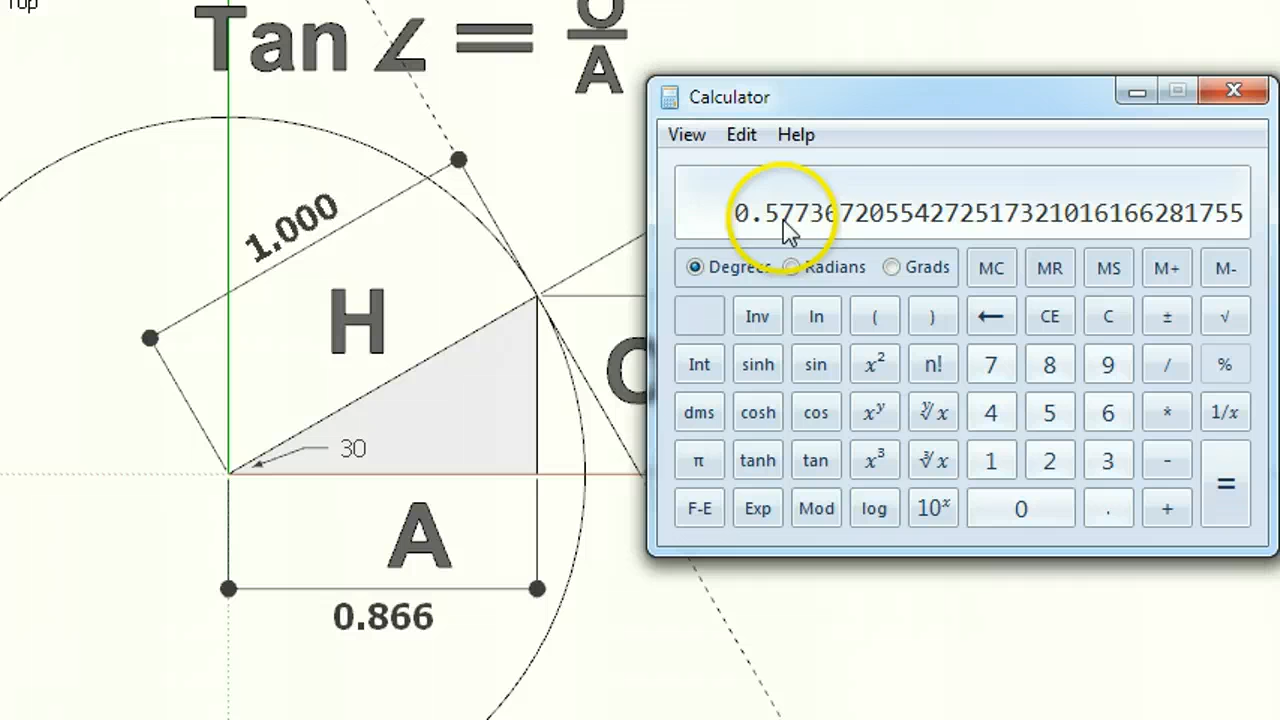 Top
Tan ∠ = O
A
1.000
H
O
30
A
0.866
Calculator
View Edit Help
0.57736720554272517321016166281755
Degrees Radians Grads MC MR MS M+ M-
Inv ln ( ) ← CE C ± √
Int sinh sin x² n! 7 8 9 / %
dms cosh cos xʸ ʸ√x 4 5 6 * 1/x
π tanh tan x³ ³√x 1 2 3 - =
F-E Exp Mod log 10ˣ 0 . +